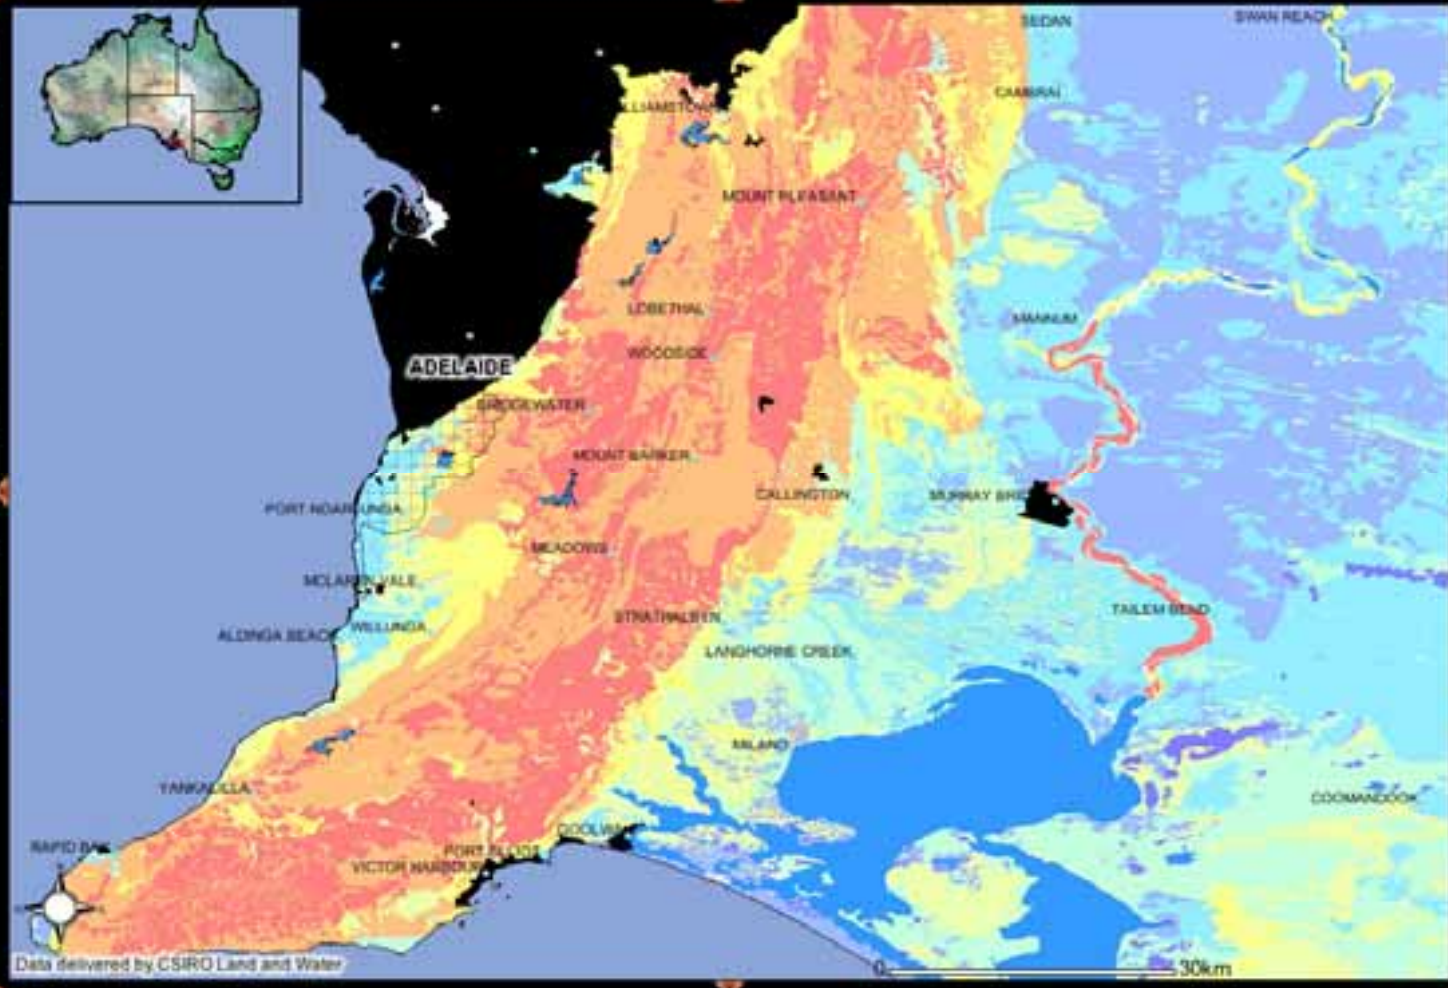 SEDAN
SWAN REACH
CAMBRAI
LLIAMSTOWN
MOUNT PLEASANT
LOBETHAL
MANNUM
WOODSIDE
ADELAIDE
BRIDGEWATER
MOUNT BARKER
CALLINGTON
MURRAY BRI
PORT NOARLUNGA
MEADOWS
MCLAREN VALE
TAILEM BEND
STRATHALBYN
WILLUNGA
ALDINGA BEACH
LANGHORNE CREEK
MILANG
YANKALILLA
COOMANDOOK
GOOLWA
RAPID BAY
PORT ELLIOT
VICTOR HARBOUR
Data delivered by CSIRO Land and Water
0 30km